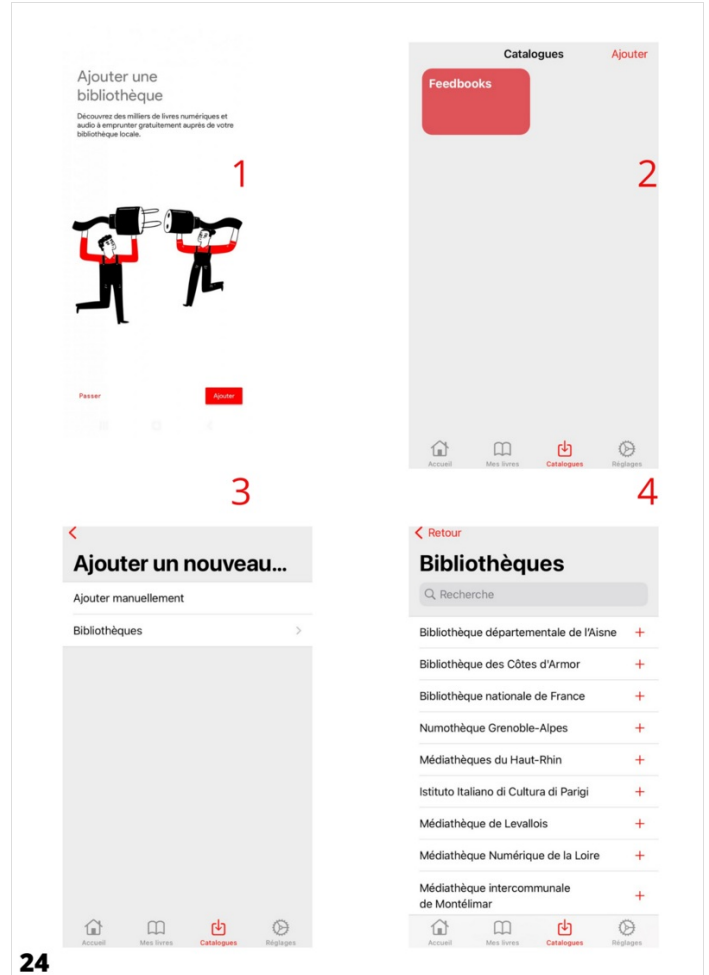 Ajouter une
bibliothèque
Découvrez des milliers de livres numériques et
audio à emprunter gratuitement auprès de votre
bibliothèque locale.
1
Passer
Ajouter
Catalogues
Ajouter
Feedbooks
2
Accueil
Mes livres
Catalogues
Réglages
3
Ajouter un nouveau...
Ajouter manuellement
Bibliothèques
Accueil
Mes livres
Catalogues
Réglages
4
Retour
Bibliothèques
Recherche
Bibliothèque départementale de l'Aisne
Bibliothèque des Côtes d'Armor
Bibliothèque nationale de France
Numothèque Grenoble-Alpes
Médiathèques du Haut-Rhin
Istituto Italiano di Cultura di Parigi
Médiathèque de Levallois
Médiathèque Numérique de la Loire
Médiathèque intercommunale
de Montélimar
Accueil
Mes livres
Catalogues
Réglages
24